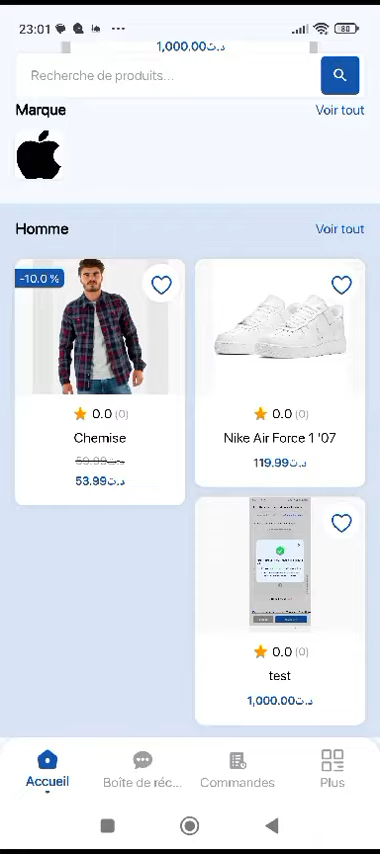 23:01
80
1,000.00د.ت
Recherche de produits...
Marque
Voir tout
Homme
Voir tout
-10.0 %
0.0 (0)
Chemise
59.99د.ت
53.99د.ت
0.0 (0)
Nike Air Force 1 '07
119.99د.ت
0.0 (0)
test
1,000.00د.ت
Accueil
Boîte de réc...
Commandes
Plus